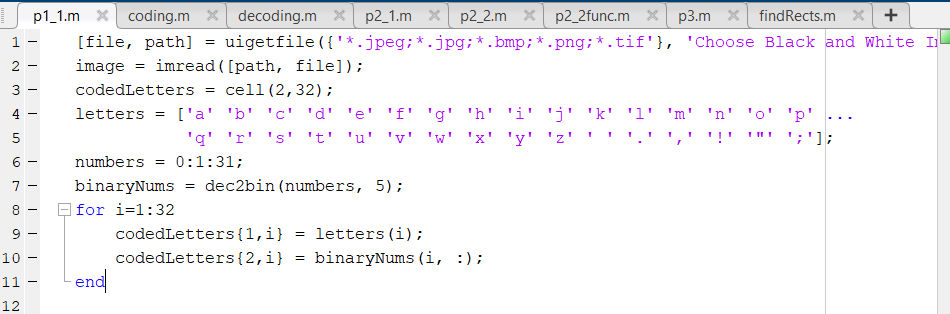 p1_1.m × coding.m × decoding.m × p2_1.m × p2_2.m × p2_2func.m × p3.m × findRects.m × +
1 – [file, path] = uigetfile({'*.jpeg;*.jpg;*.bmp;*.png;*.tif'}, 'Choose Black and White
2 – image = imread([path, file]);
3 – codedLetters = cell(2,32);
4 – letters = ['a' 'b' 'c' 'd' 'e' 'f' 'g' 'h' 'i' 'j' 'k' 'l' 'm' 'n' 'o' 'p' ...
5 'q' 'r' 's' 't' 'u' 'v' 'w' 'x' 'y' 'z' ' ' '.' ',' '!' '"' ';'];
6 – numbers = 0:1:31;
7 – binaryNums = dec2bin(numbers, 5);
8 – for i=1:32
9 – codedLetters{1,i} = letters(i);
10 – codedLetters{2,i} = binaryNums(i, :);
11 – end
12